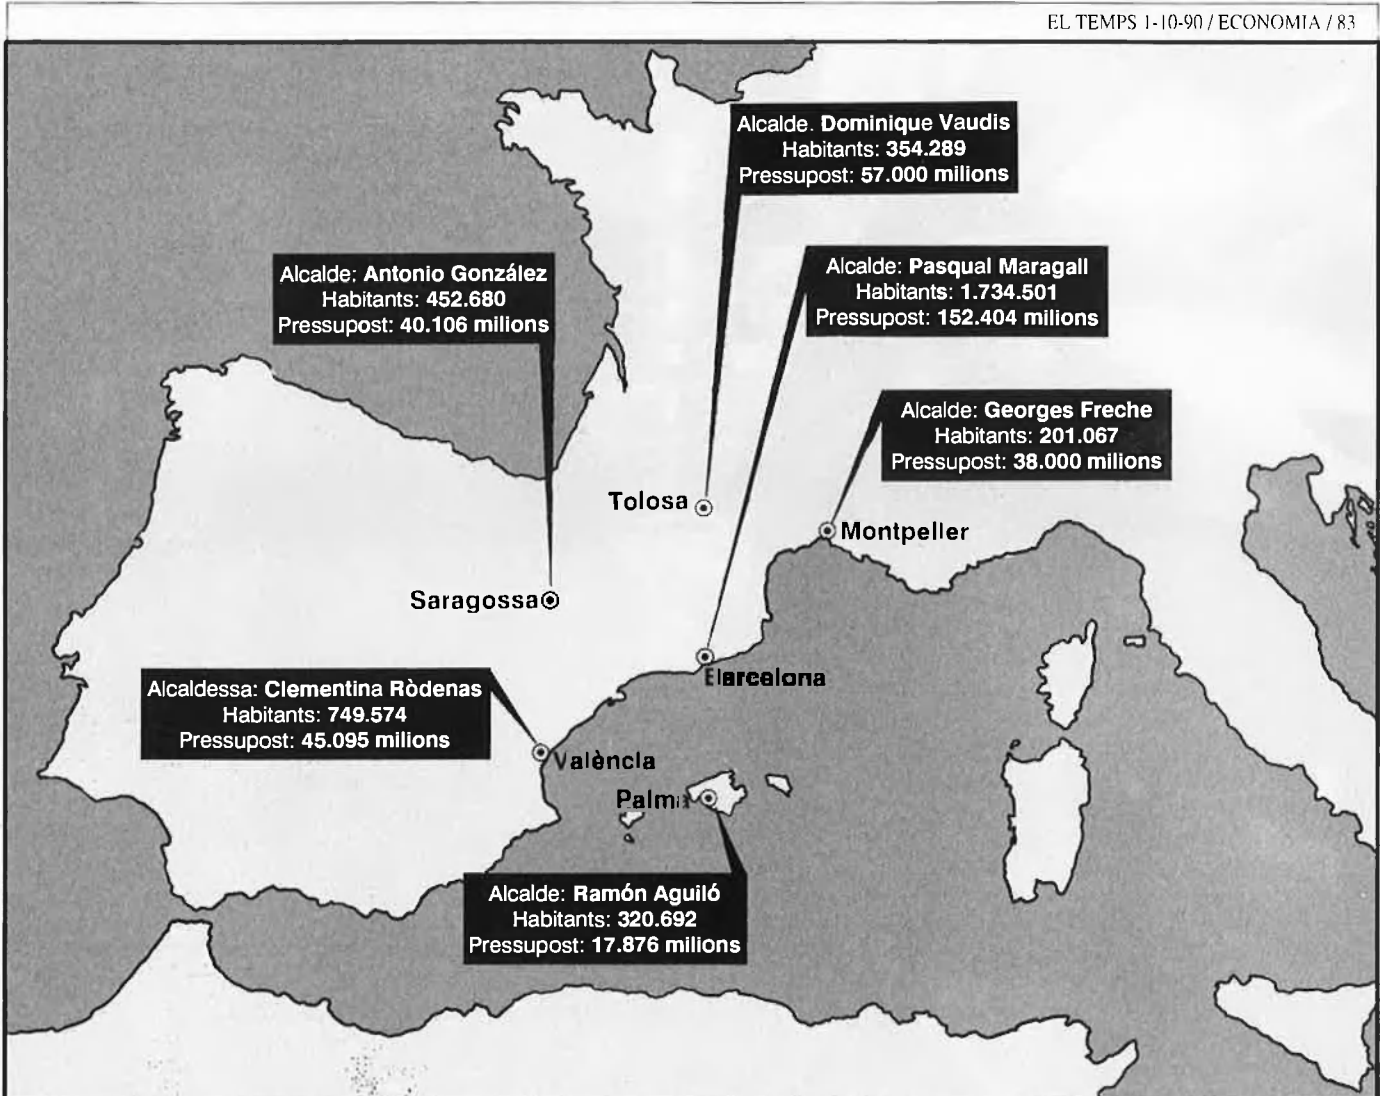 EL TEMPS 1-10-90 / ECONOMIA / 83
Alcalde. Dominique Vaudis
Habitants: 354.289
Pressupost: 57.000 milions
Alcalde: Antonio González
Habitants: 452.680
Pressupost: 40.106 milions
Alcalde: Pasqual Maragall
Habitants: 1.734.501
Pressupost: 152.404 milions
Alcalde: Georges Freche
Habitants: 201.067
Pressupost: 38.000 milions
Tolosa
Montpeller
Saragossa
Barcelona
Alcaldessa: Clementina Ròdenas
Habitants: 749.574
Pressupost: 45.095 milions
València
Palma
Alcalde: Ramón Aguiló
Habitants: 320.692
Pressupost: 17.876 milions